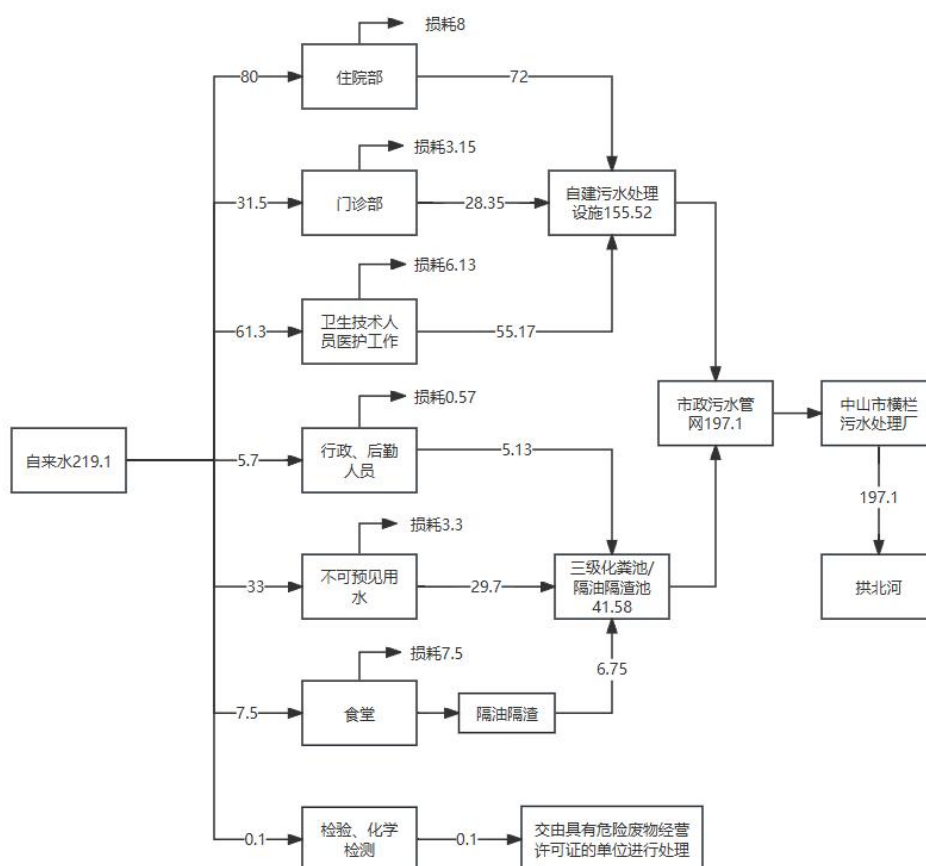 损耗8
80
住院部
72
损耗3.15
31.5
门诊部
28.35
自建污水处理
设施155.52
损耗6.13
61.3
卫生技术人
员医护工作
55.17
市政污水管
网197.1
中山市横栏
污水处理厂
197.1
拱北河
自来水219.1
损耗0.57
5.7
行政、后勤
人员
5.13
损耗3.3
33
不可预见用
水
29.7
三级化粪池/
隔油隔渣池
41.58
损耗7.5
7.5
食堂
隔油隔渣
6.75
0.1
检验、化学
检测
0.1
交由具有危险废物经营
许可证的单位进行处理